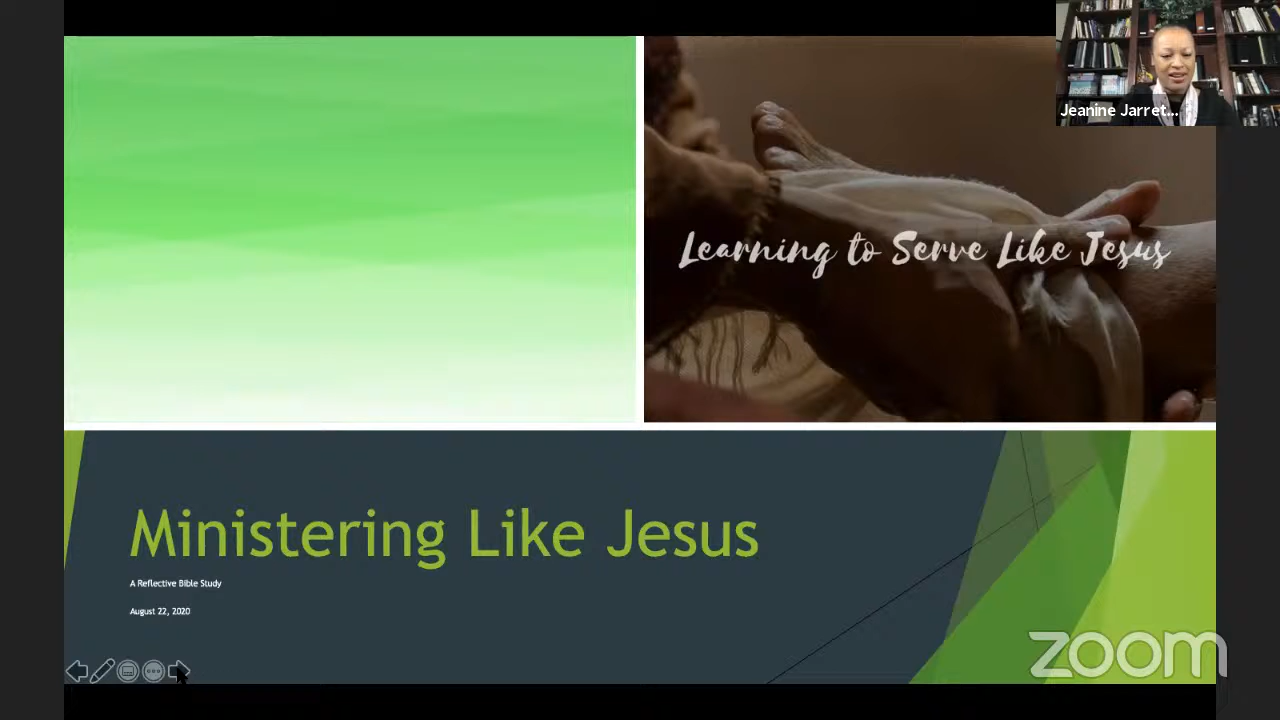 Jeanine Jarret...
Learning to Serve Like Jesus
Ministering Like Jesus
A Reflective Bible Study
August 22, 2020
zoom